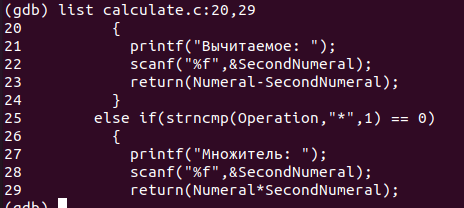 (gdb) list calculate.c:20,29
20          {
21            printf("Вычитаемое: ");
22            scanf("%f",&SecondNumeral);
23            return(Numeral-SecondNumeral);
24          }
25        else if(strncmp(Operation,"*",1) == 0)
26          {
27            printf("Множитель: ");
28            scanf("%f",&SecondNumeral);
29            return(Numeral*SecondNumeral);
(gdb)